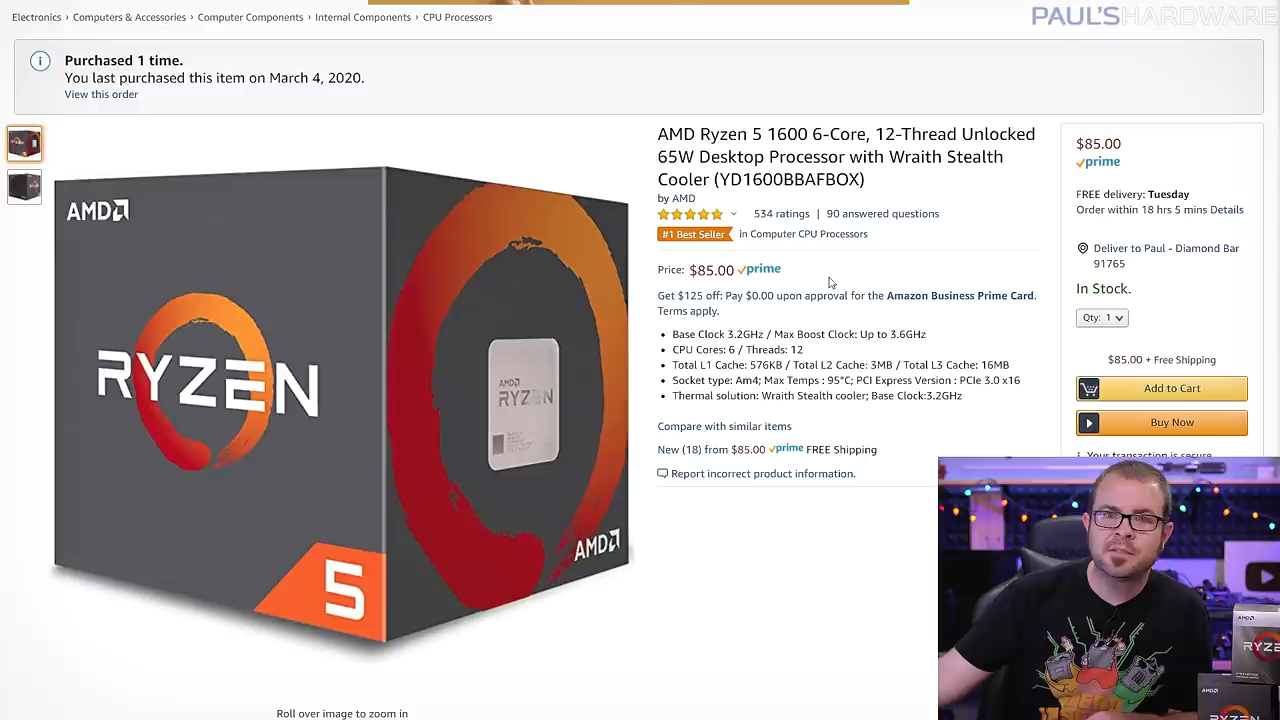 Electronics › Computers & Accessories › Computer Components › Internal Components › CPU Processors
PAUL'SHARDWARE
Purchased 1 time.
You last purchased this item on March 4, 2020.
View this order
AMD Ryzen 5 1600 6-Core, 12-Thread Unlocked
65W Desktop Processor with Wraith Stealth
Cooler (YD1600BBAFBOX)
by AMD
534 ratings | 90 answered questions
#1 Best Seller in Computer CPU Processors
Price: $85.00 prime
Get $125 off: Pay $0.00 upon approval for the Amazon Business Prime Card.
Terms apply.
• Base Clock 3.2GHz / Max Boost Clock: Up to 3.6GHz
• CPU Cores: 6 / Threads: 12
• Total L1 Cache: 576KB / Total L2 Cache: 3MB / Total L3 Cache: 16MB
• Socket type: Am4; Max Temps : 95°C; PCI Express Version : PCIe 3.0 x16
• Thermal solution: Wraith Stealth cooler; Base Clock:3.2GHz
Compare with similar items
New (18) from $85.00 prime FREE Shipping
Report incorrect product information.
$85.00
prime
FREE delivery: Tuesday
Order within 18 hrs 5 mins Details
Deliver to Paul - Diamond Bar
91765
In Stock.
Qty: 1
$85.00 + Free Shipping
Add to Cart
Buy Now
Your transaction is secure
AMD
RYZEN
5
AMD
RYZEN
AMD
Roll over image to zoom in
AMD
RYZE
AMD
RYZEN